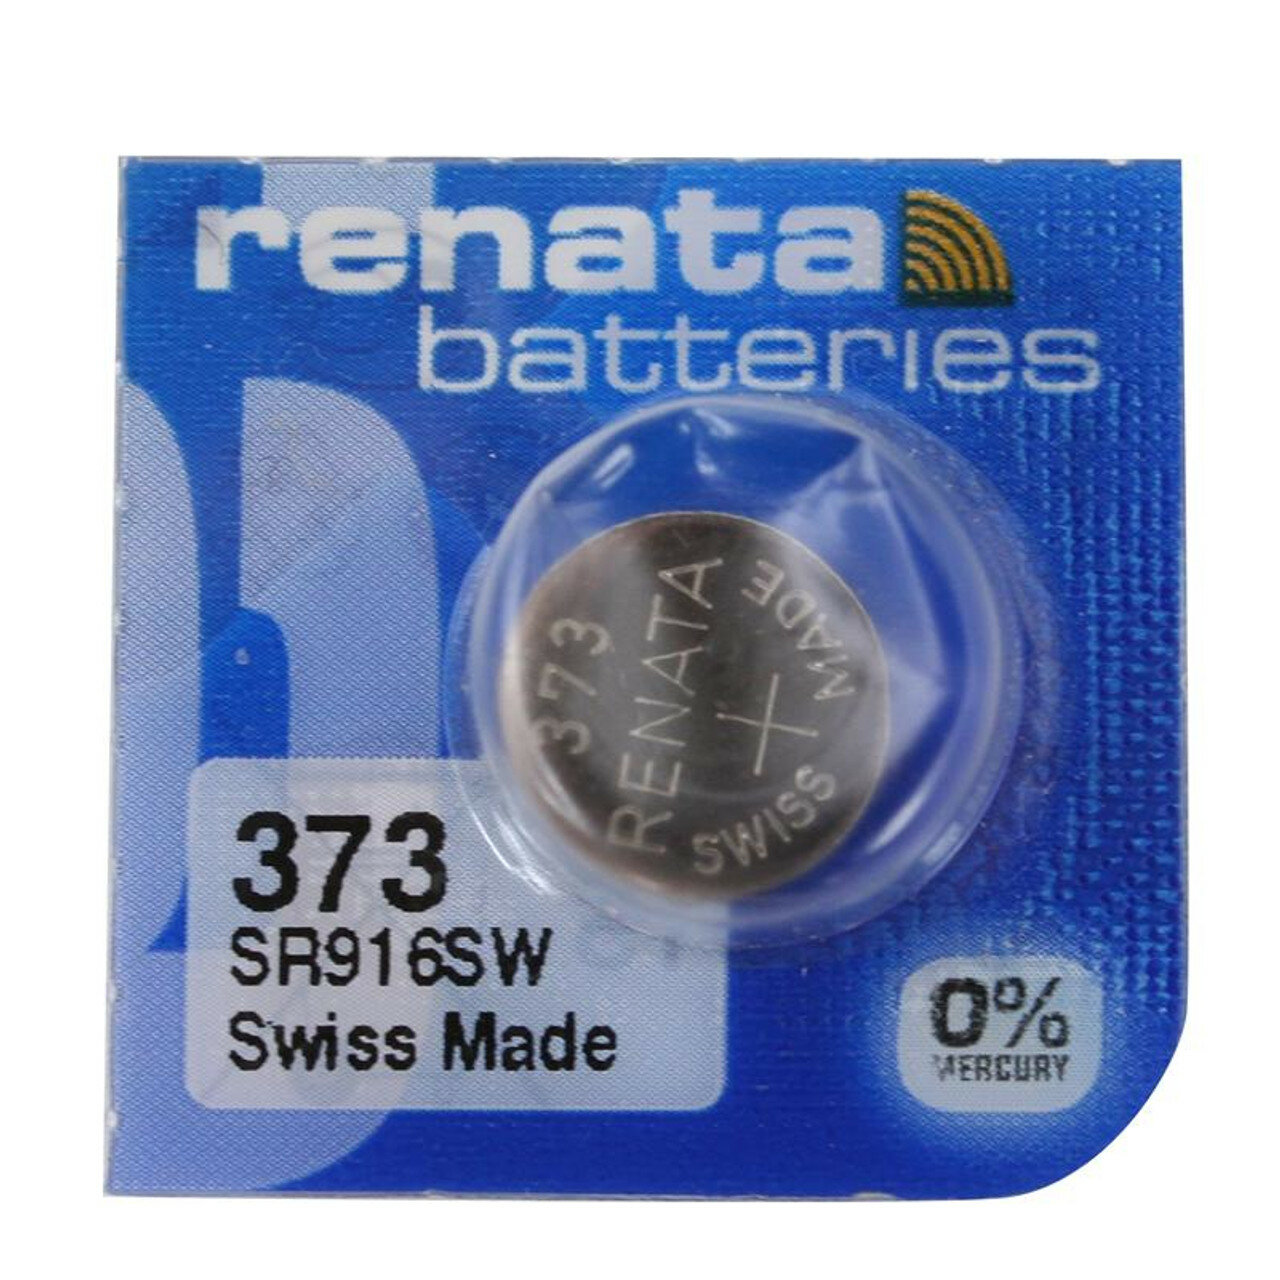 renata
batteries
373
RENATA
+
SWISS MADE
373
SR916SW
Swiss Made
0%
MERCURY